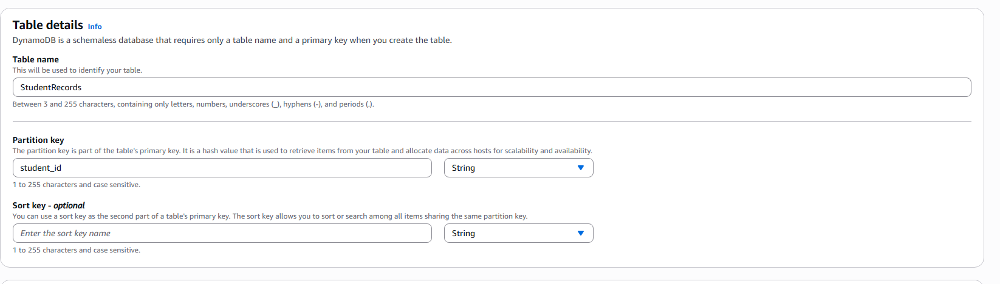 Table details Info
DynamoDB is a schemaless database that requires only a table name and a primary key when you create the table.
Table name
This will be used to identify your table.
StudentRecords
Between 3 and 255 characters, containing only letters, numbers, underscores (_), hyphens (-), and periods (.).
Partition key
The partition key is part of the table's primary key. It is a hash value that is used to retrieve items from your table and allocate data across hosts for scalability and availability.
student_id String
1 to 255 characters and case sensitive.
Sort key - optional
You can use a sort key as the second part of a table's primary key. The sort key allows you to sort or search among all items sharing the same partition key.
Enter the sort key name String
1 to 255 characters and case sensitive.